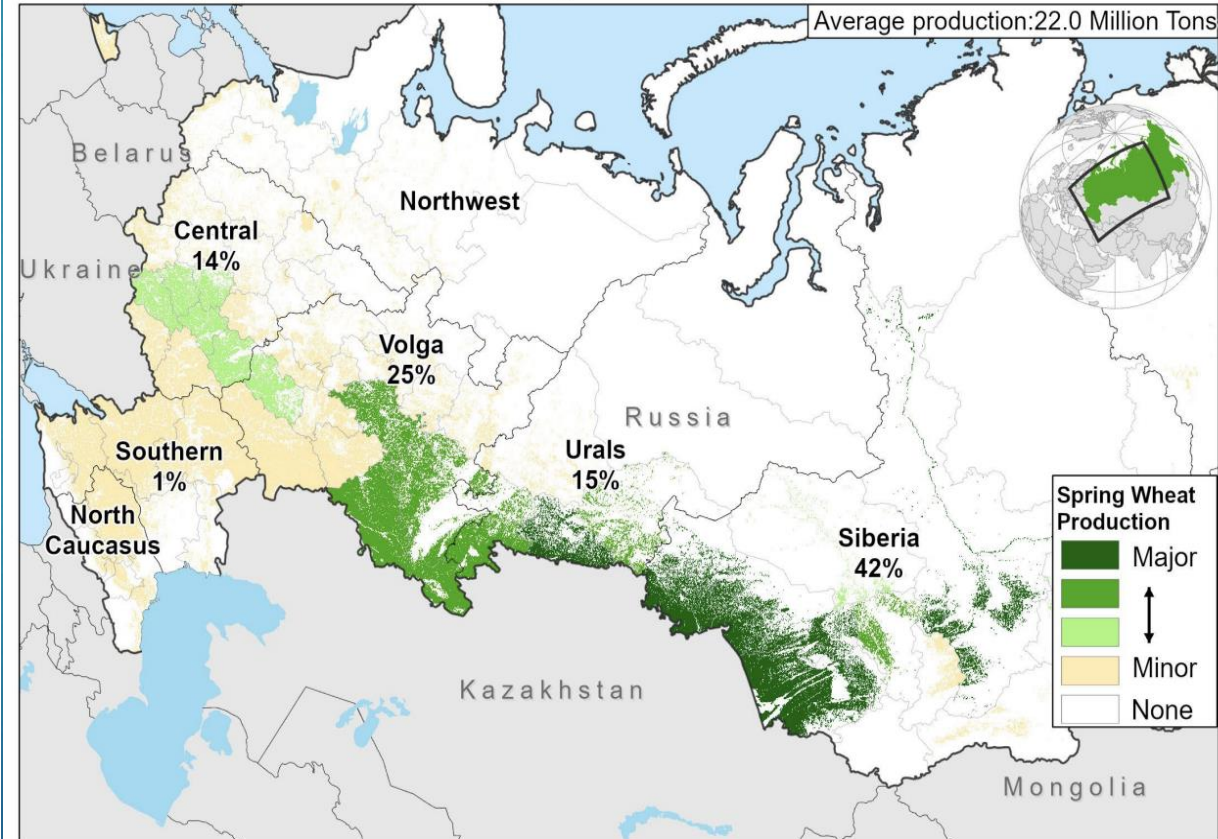 Average production:22.0 Million Tons
Belarus
Northwest
Central
14%
Ukraine
Volga
25%
Russia
Southern
1%
Urals
15%
North
Caucasus
Siberia
42%
Kazakhstan
Mongolia
Spring Wheat
Production
Major
Minor
None